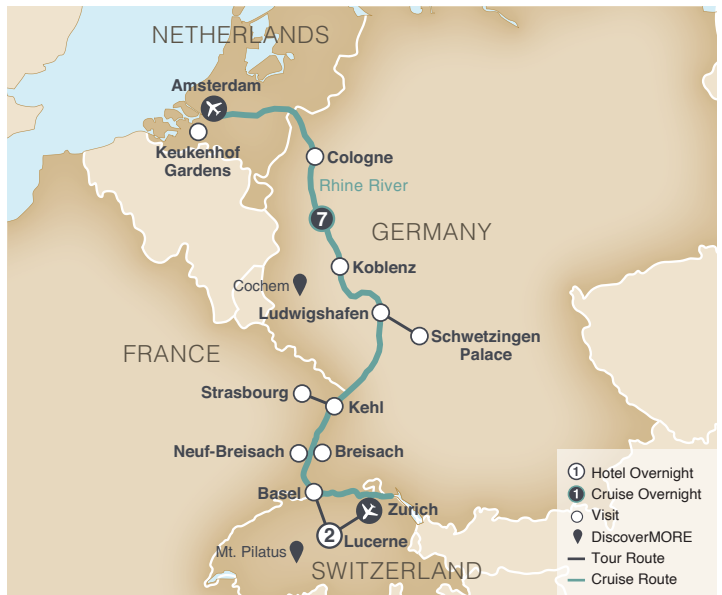 NETHERLANDS
Amsterdam
Keukenhof
Gardens
Cologne
Rhine River
7
GERMANY
Koblenz
Cochem
Ludwigshafen
Schwetzingen
Palace
FRANCE
Strasbourg
Kehl
Neuf-Breisach
Breisach
Basel
Zurich
2
Lucerne
Mt. Pilatus
SWITZERLAND
1 Hotel Overnight
1 Cruise Overnight
Visit
DiscoverMORE
Tour Route
Cruise Route